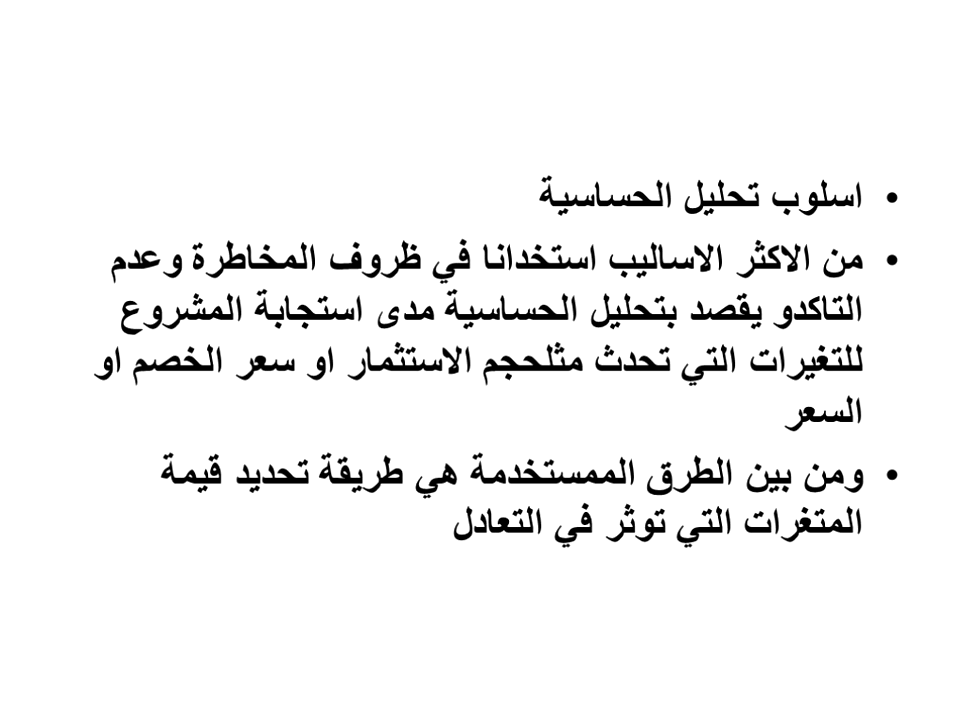 • اسلوب تحليل الحساسية
• من الاكثر الاساليب استخدانا في ظروف المخاطرة وعدم
التاكدو يقصد بتحليل الحساسية مدى استجابة المشروع
للتغيرات التي تحدث مثلحجم الاستثمار او سعر الخصم او
السعر
• ومن بين الطرق الممستخدمة هي طريقة تحديد قيمة
المتغرات التي توثر في التعادل